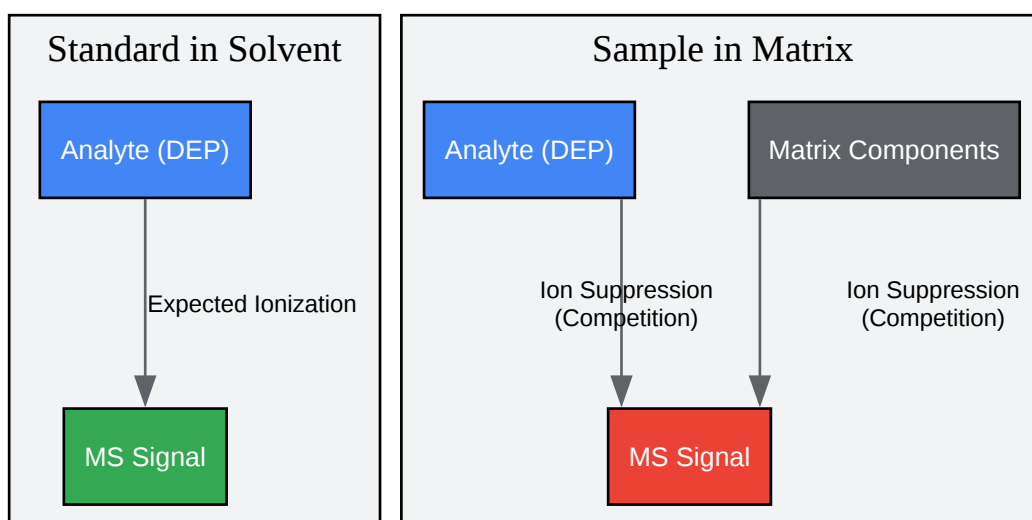 Standard in Solvent
Analyte (DEP)
Expected Ionization
MS Signal
Sample in Matrix
Analyte (DEP)
Matrix Components
Ion Suppression
(Competition)
Ion Suppression
(Competition)
MS Signal